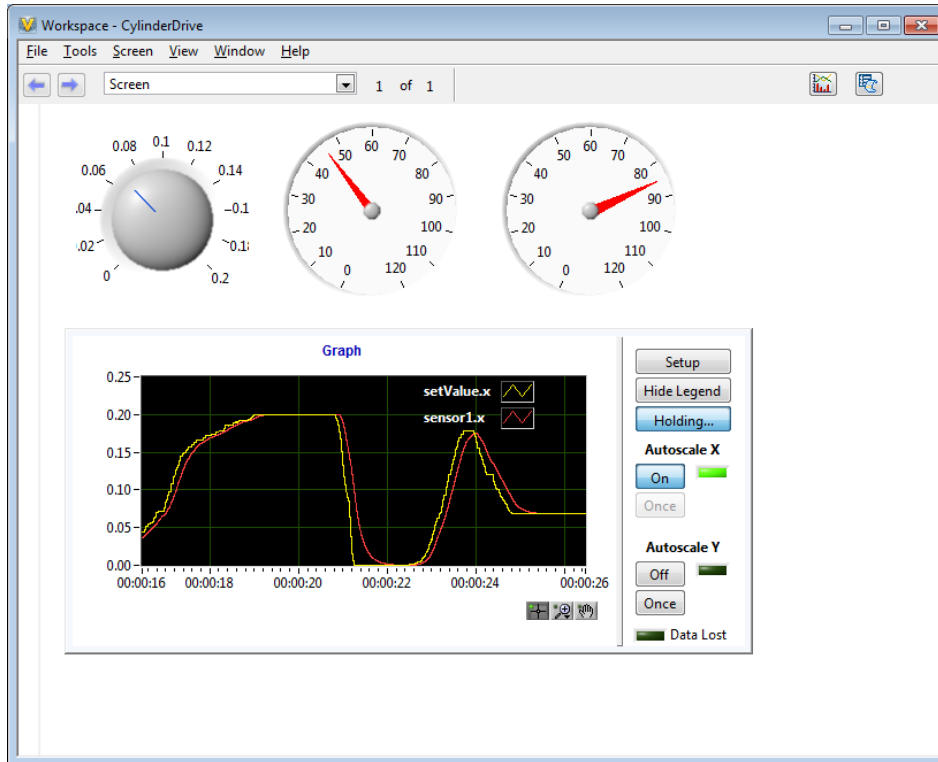 Workspace - CylinderDrive
File Tools Screen View Window Help
Screen 1 of 1
0 .02 .04 0.06 0.08 0.1 0.12 0.14 0.1 0.1 0.2
0 10 20 30 40 50 60 70 80 90 100 110 120
0 10 20 30 40 50 60 70 80 90 100 110 120
Graph
0.25
0.20
0.15
0.10
0.05
0.00
00:00:16 00:00:18 00:00:20 00:00:22 00:00:24 00:00:26
setValue.x
sensor1.x
Setup
Hide Legend
Holding...
Autoscale X
On
Once
Autoscale Y
Off
Once
Data Lost